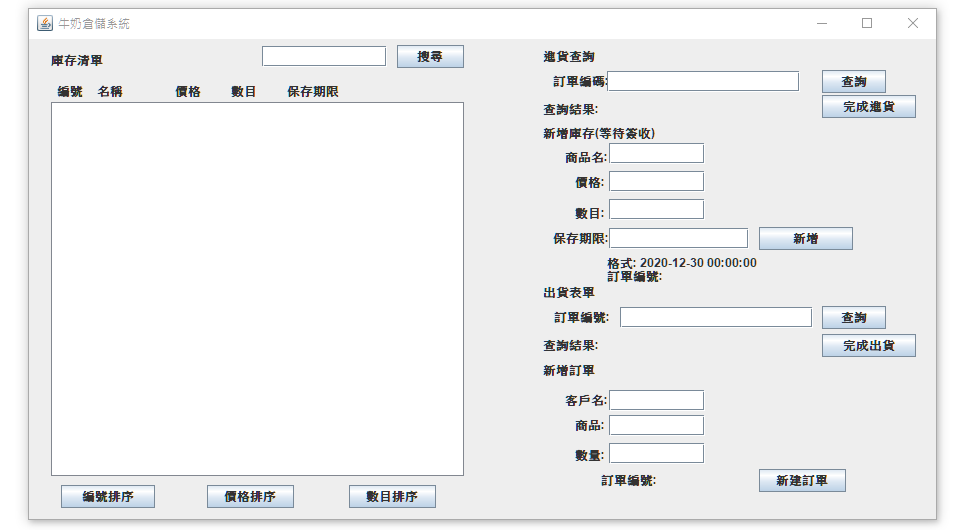 牛奶倉儲系統
庫存清單 搜尋
編號 名稱 價格 數目 保存期限
編號排序 價格排序 數目排序
進貨查詢
訂單編碼: 查詢
查詢結果: 完成進貨
新增庫存(等待簽收)
商品名:
價格:
數目:
保存期限: 新增
格式: 2020-12-30 00:00:00
訂單編號:
出貨表單
訂單編號: 查詢
查詢結果: 完成出貨
新增訂單
客戶名:
商品:
數量:
訂單編號: 新建訂單